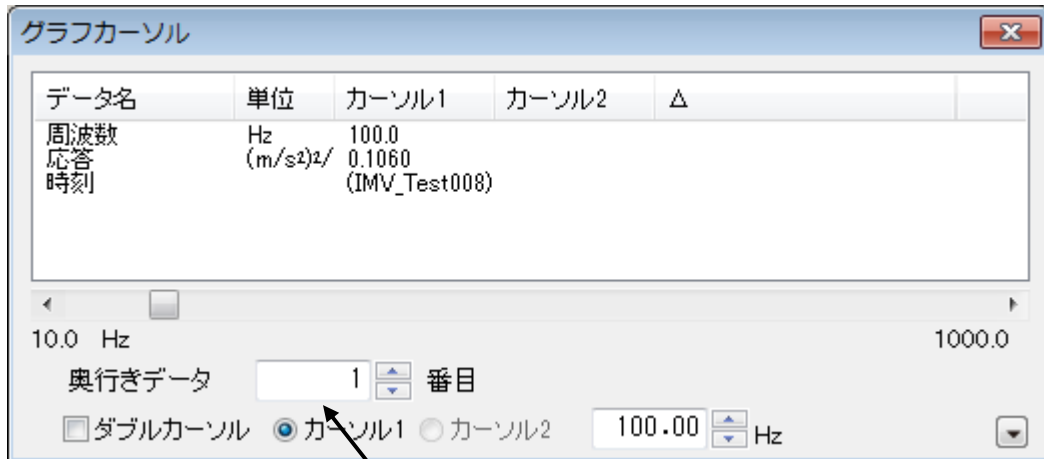 グラフカーソル
データ名 単位 カーソル1 カーソル2 Δ
周波数 Hz 100.0
応答 (m/s²)²/ 0.1060
時刻 (IMV_Test008)
10.0 Hz 1000.0
奥行きデータ 1 番目
ダブルカーソル カーソル1 カーソル2 100.00 Hz